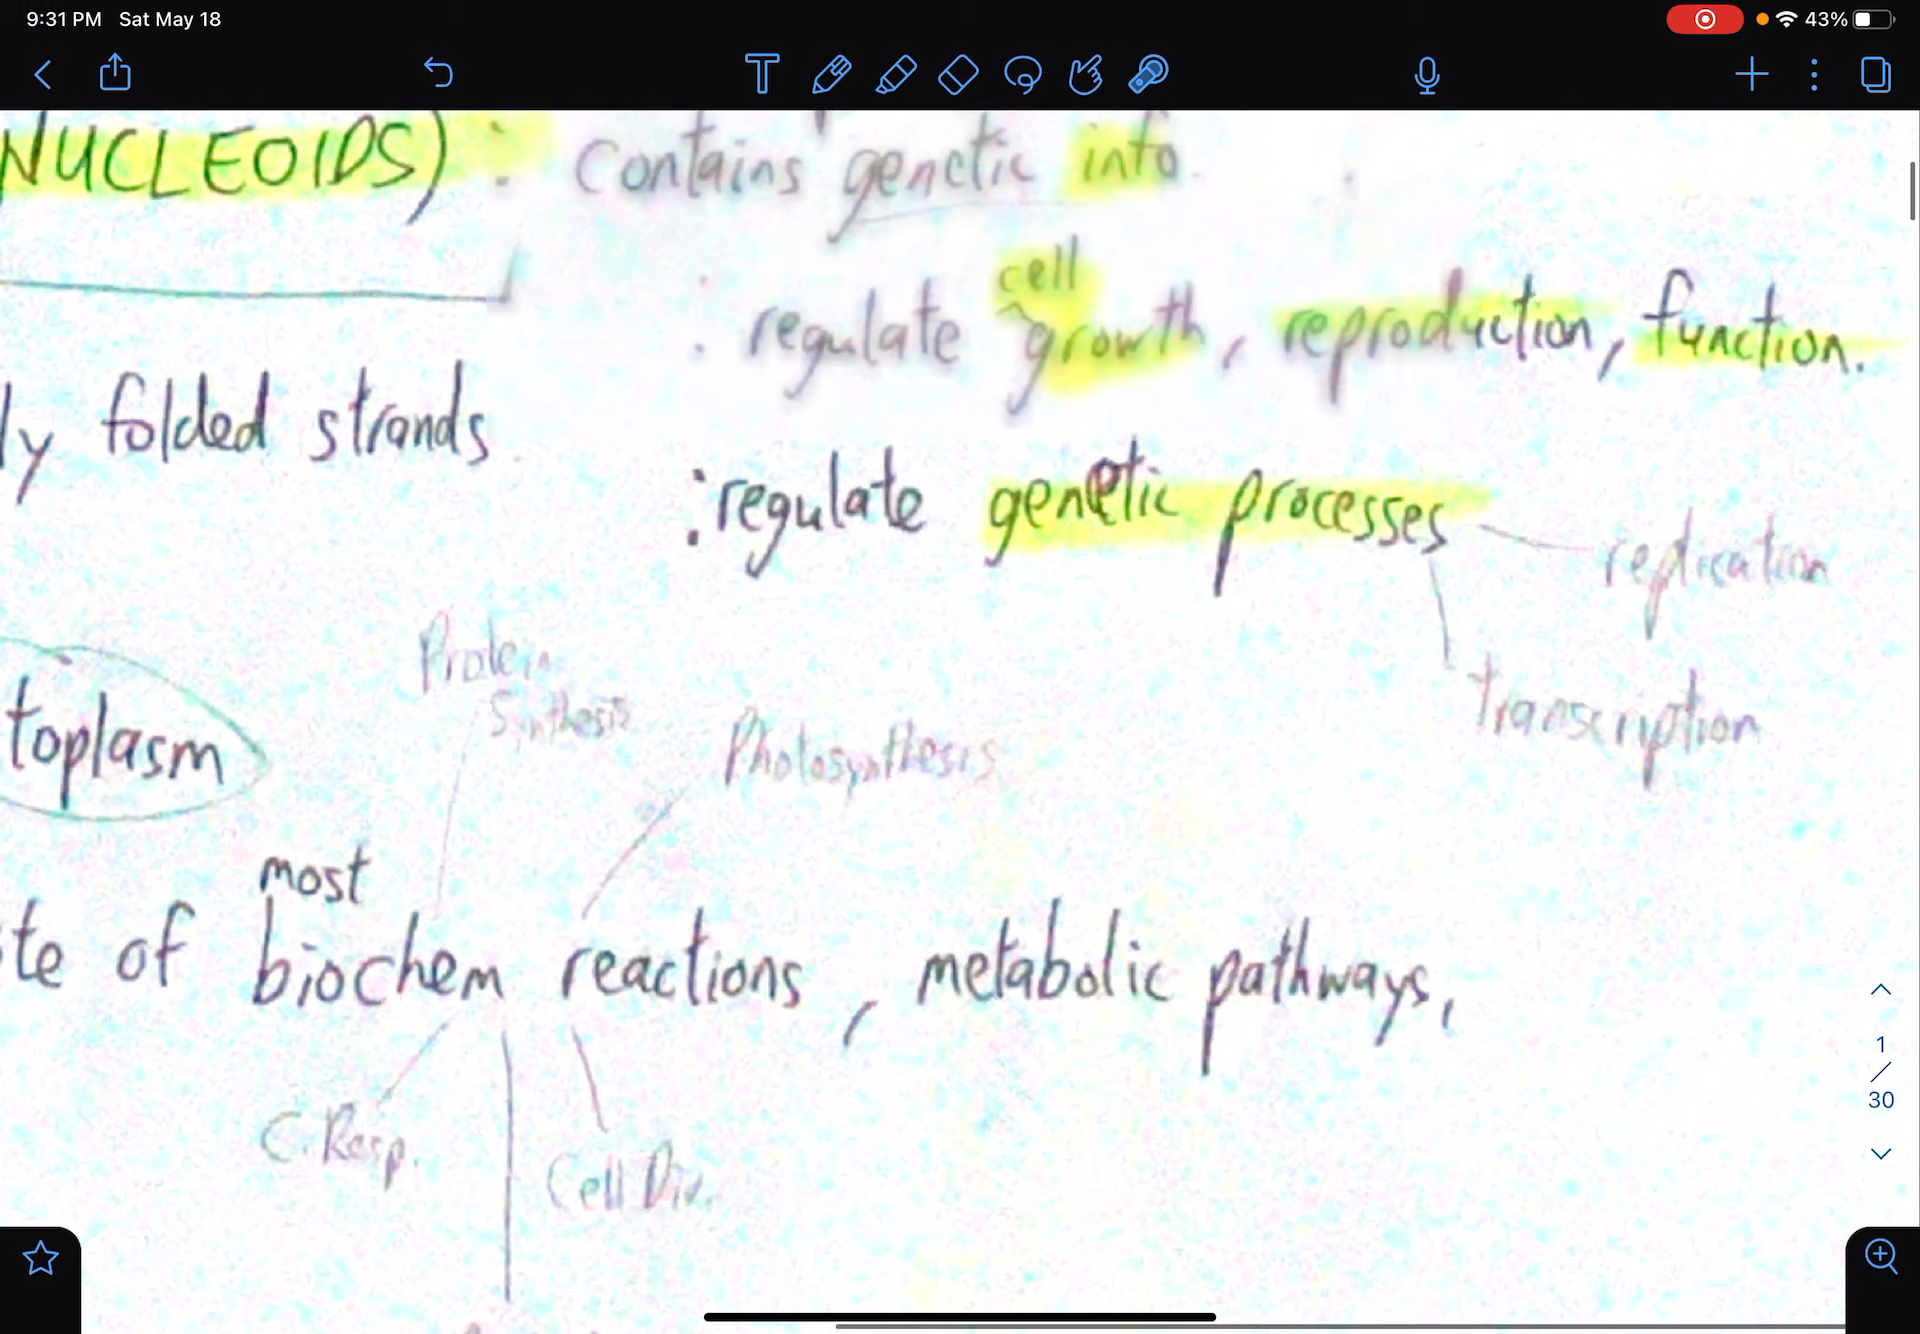 9:31 PM Sat May 18
43%
NUCLEOIDS) : Contains genetic info.
cell
: regulate growth, reproduction, function.
ly folded strands
: regulate genetic processes
replication
Protein
Synthesis
transcription
toplasm
Photosynthesis
most
te of biochem reactions, metabolic pathways,
1
/
30
C. Resp.
Cell Div.